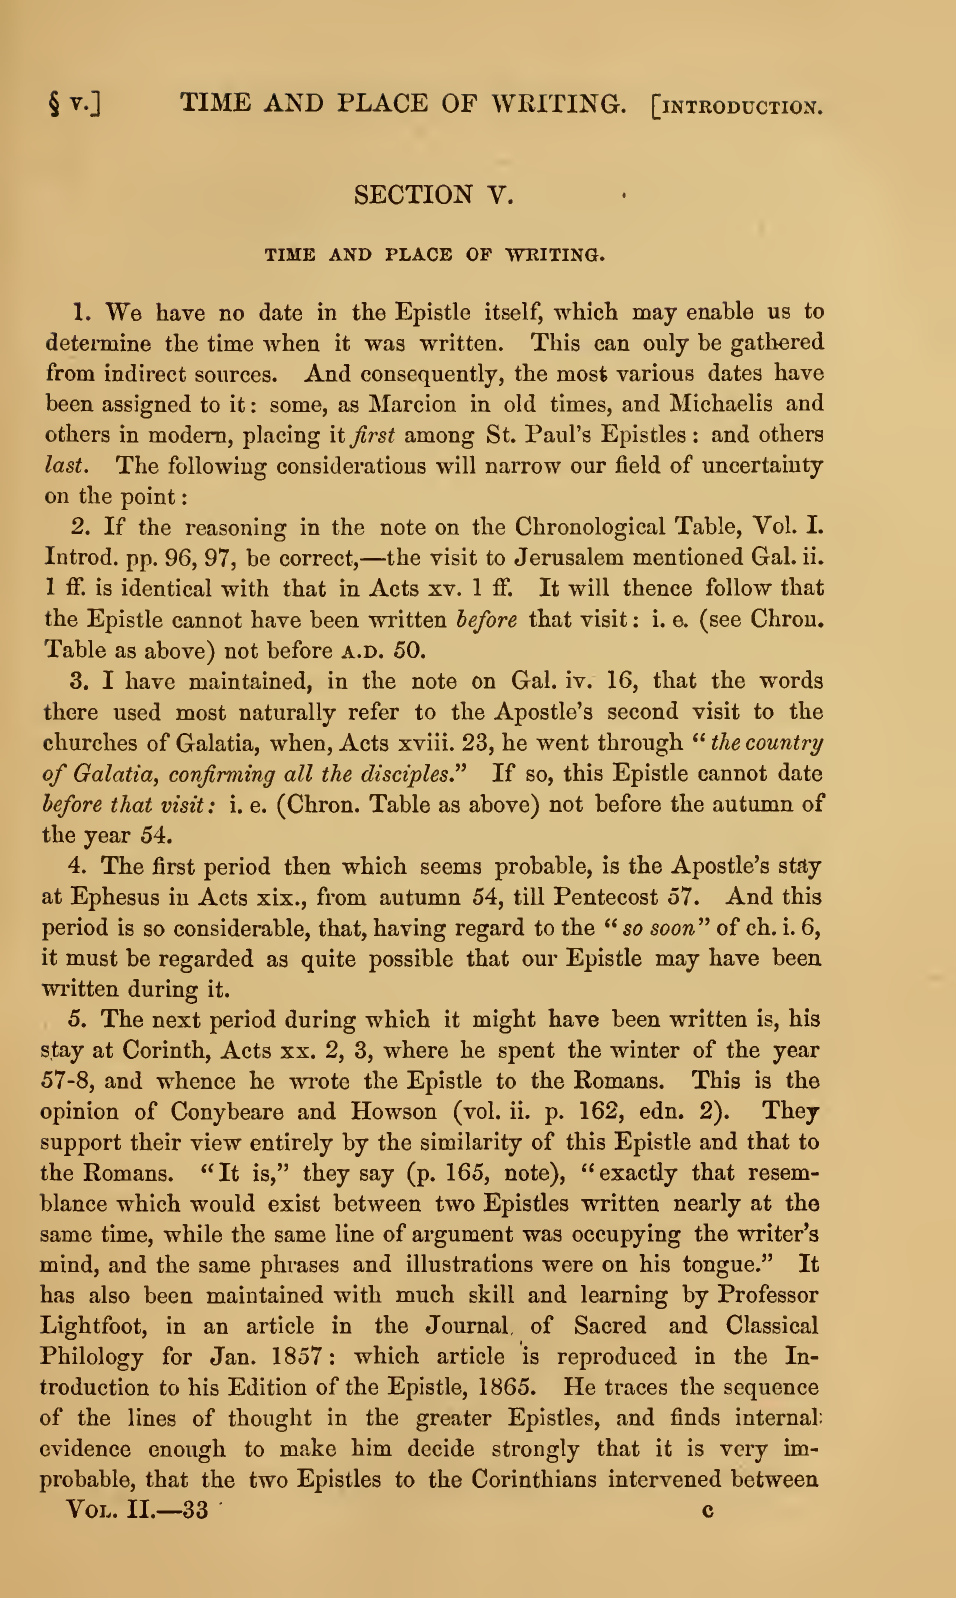 § v.] TIME AND PLACE OF WRITING. [INTRODUCTION.
SECTION V.
TIME AND PLACE OF WRITING.
1. We have no date in the Epistle itself, which may enable us to
determine the time when it was written. This can only be gathered
from indirect sources. And consequently, the most various dates have
been assigned to it: some, as Marcion in old times, and Michaelis and
others in modern, placing it first among St. Paul's Epistles: and others
last. The following considerations will narrow our field of uncertainty
on the point:
2. If the reasoning in the note on the Chronological Table, Vol. I.
Introd. pp. 96, 97, be correct,—the visit to Jerusalem mentioned Gal. ii.
1 ff. is identical with that in Acts xv. 1 ff. It will thence follow that
the Epistle cannot have been written before that visit: i. e. (see Chron.
Table as above) not before A.D. 50.
3. I have maintained, in the note on Gal. iv. 16, that the words
there used most naturally refer to the Apostle's second visit to the
churches of Galatia, when, Acts xviii. 23, he went through "the country
of Galatia, confirming all the disciples." If so, this Epistle cannot date
before that visit: i. e. (Chron. Table as above) not before the autumn of
the year 54.
4. The first period then which seems probable, is the Apostle's stay
at Ephesus in Acts xix., from autumn 54, till Pentecost 57. And this
period is so considerable, that, having regard to the "so soon" of ch. i. 6,
it must be regarded as quite possible that our Epistle may have been
written during it.
5. The next period during which it might have been written is, his
stay at Corinth, Acts xx. 2, 3, where he spent the winter of the year
57-8, and whence he wrote the Epistle to the Romans. This is the
opinion of Conybeare and Howson (vol. ii. p. 162, edn. 2). They
support their view entirely by the similarity of this Epistle and that to
the Romans. "It is," they say (p. 165, note), "exactly that resem-
blance which would exist between two Epistles written nearly at the
same time, while the same line of argument was occupying the writer's
mind, and the same phrases and illustrations were on his tongue." It
has also been maintained with much skill and learning by Professor
Lightfoot, in an article in the Journal of Sacred and Classical
Philology for Jan. 1857: which article is reproduced in the In-
troduction to his Edition of the Epistle, 1865. He traces the sequence
of the lines of thought in the greater Epistles, and finds internal
evidence enough to make him decide strongly that it is very im-
probable, that the two Epistles to the Corinthians intervened between
VOL. II.—33 c